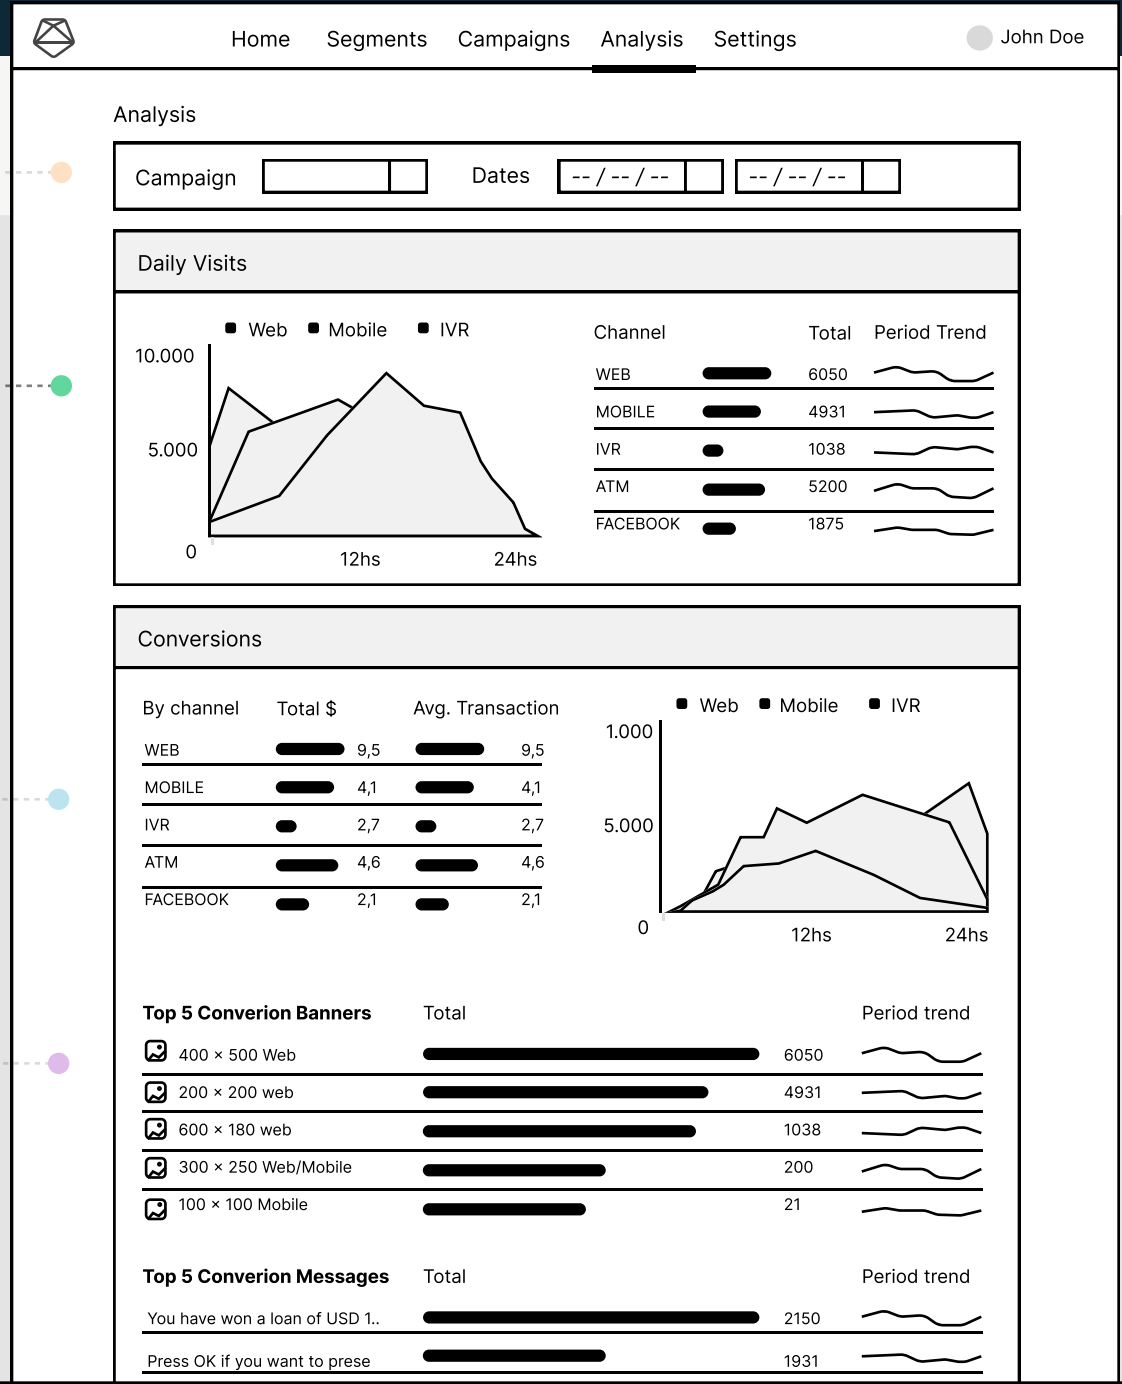 Home Segments Campaigns Analysis Settings John Doe
Analysis
Campaign Dates -- / -- / -- -- / -- / --
Daily Visits
Web Mobile IVR
10.000
5.000
0
12hs 24hs
Channel Total Period Trend
WEB 6050
MOBILE 4931
IVR 1038
ATM 5200
FACEBOOK 1875
Conversions
By channel Total $ Avg. Transaction
WEB 9,5 9,5
MOBILE 4,1 4,1
IVR 2,7 2,7
ATM 4,6 4,6
FACEBOOK 2,1 2,1
Web Mobile IVR
1.000
5.000
0
12hs 24hs
Top 5 Converion Banners Total Period trend
400 × 500 Web 6050
200 × 200 web 4931
600 × 180 web 1038
300 × 250 Web/Mobile 200
100 × 100 Mobile 21
Top 5 Converion Messages Total Period trend
You have won a loan of USD 1.. 2150
Press OK if you want to prese 1931